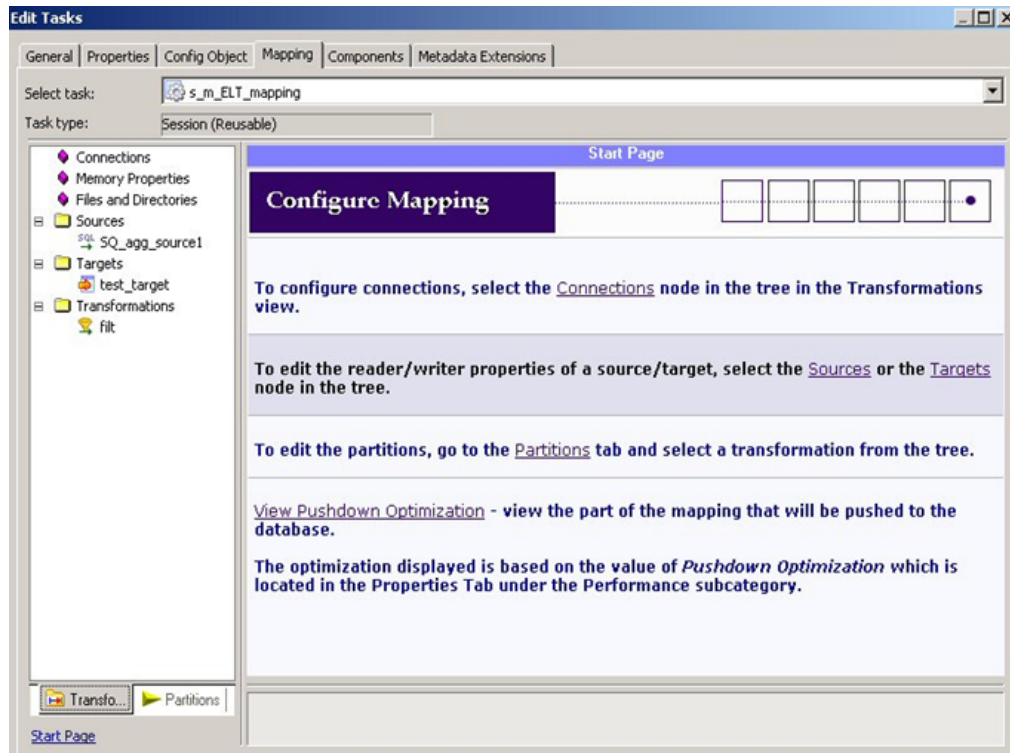 Edit Tasks
General Properties Config Object Mapping Components Metadata Extensions
Select task: s_m_ELT_mapping
Task type: Session (Reusable)
Connections
Memory Properties
Files and Directories
Sources
SQL SQ_agg_source1
Targets
test_target
Transformations
filt
Transfo... Partitions
Start Page
Start Page
Configure Mapping
To configure connections, select the Connections node in the tree in the Transformations
view.
To edit the reader/writer properties of a source/target, select the Sources or the Targets
node in the tree.
To edit the partitions, go to the Partitions tab and select a transformation from the tree.
View Pushdown Optimization - view the part of the mapping that will be pushed to the
database.
The optimization displayed is based on the value of Pushdown Optimization which is
located in the Properties Tab under the Performance subcategory.